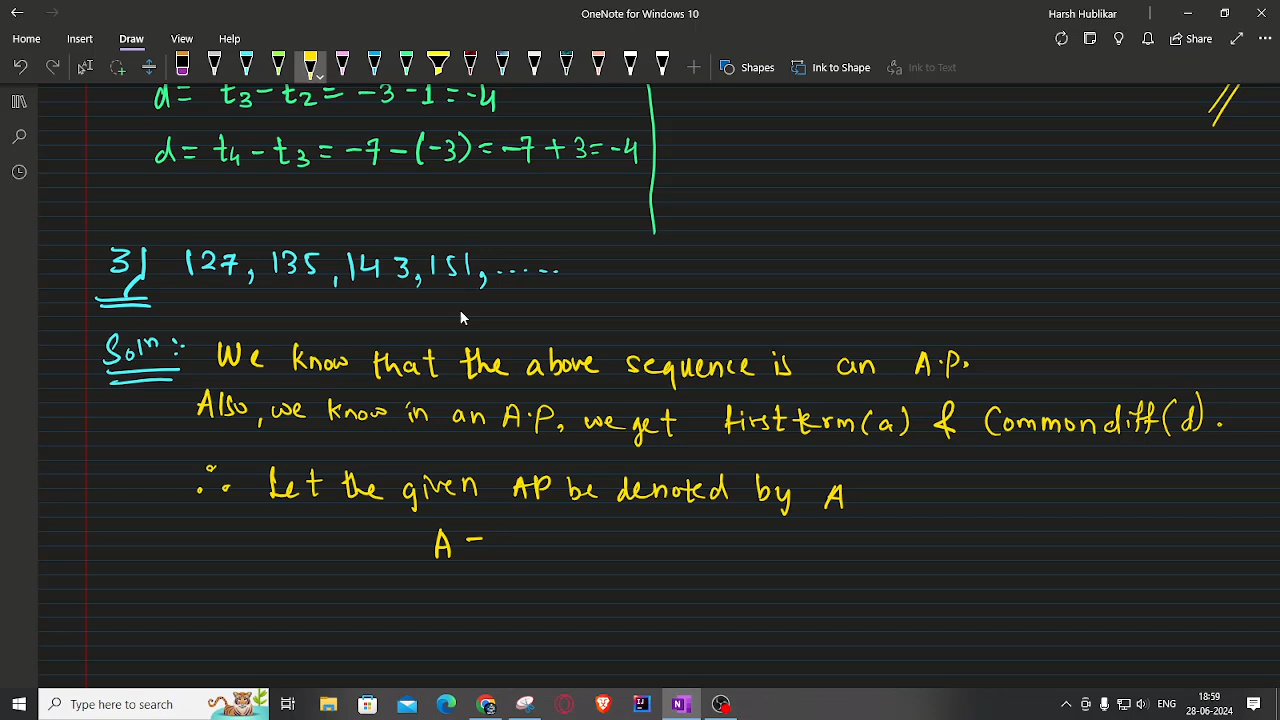 OneNote for Windows 10
Harsh Hublikar
Home Insert Draw View Help
Share
Shapes Ink to Shape Ink to Text
d = t3 - t2 = -3 - 1 = -4
d = t4 - t3 = -7 - (-3) = -7 + 3 = -4
3) 127, 135, 143, 151, ......
Soln: We know that the above sequence is an A.P.
Also, we know in an A.P, we get first term (a) & Common diff (d).
∴ Let the given AP be denoted by A
A =
Type here to search
N
ENG
18:59
28-06-2024